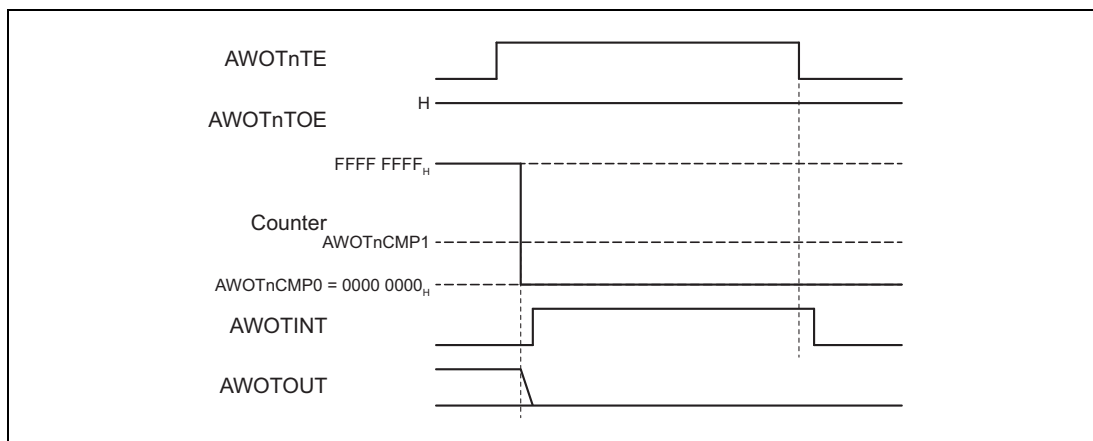 AWOTnTE
H
AWOTnTOE
FFFF FFFFH
Counter
AWOTnCMP1
AWOTnCMP0 = 0000 0000H
AWOTINT
AWOTOUT